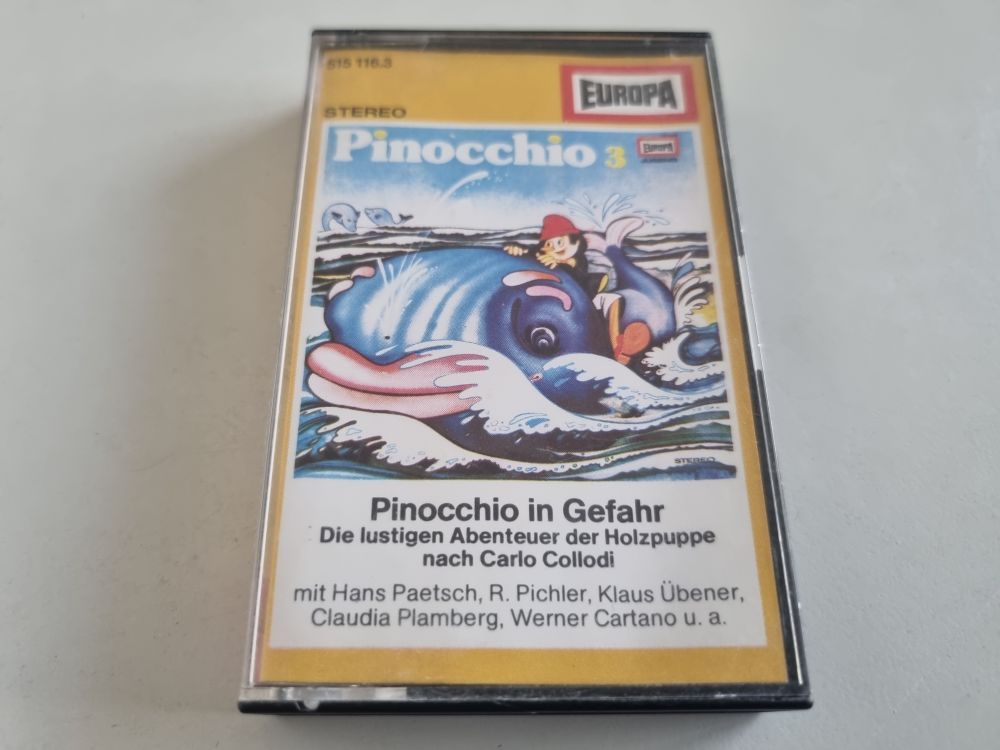 515 116.3
EUROPA
STEREO
Pinocchio 3
EUROPA
JUGEND
STEREO
Pinocchio in Gefahr
Die lustigen Abenteuer der Holzpuppe
nach Carlo Collodi
mit Hans Paetsch, R. Pichler, Klaus Übener,
Claudia Plamberg, Werner Cartano u. a.